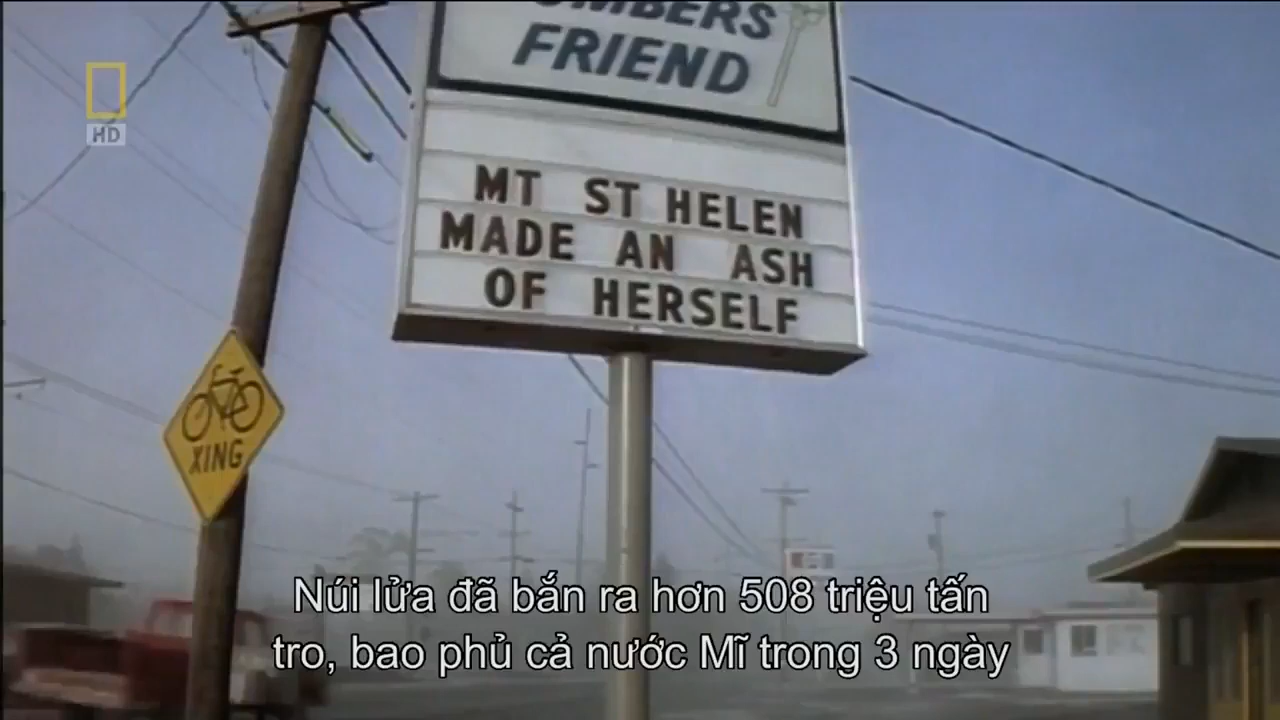 FRIEND
MT ST HELEN
MADE AN ASH
OF HERSELF
XING
HD
Núi lửa đã bắn ra hơn 508 triệu tấn
tro, bao phủ cả nước Mĩ trong 3 ngày